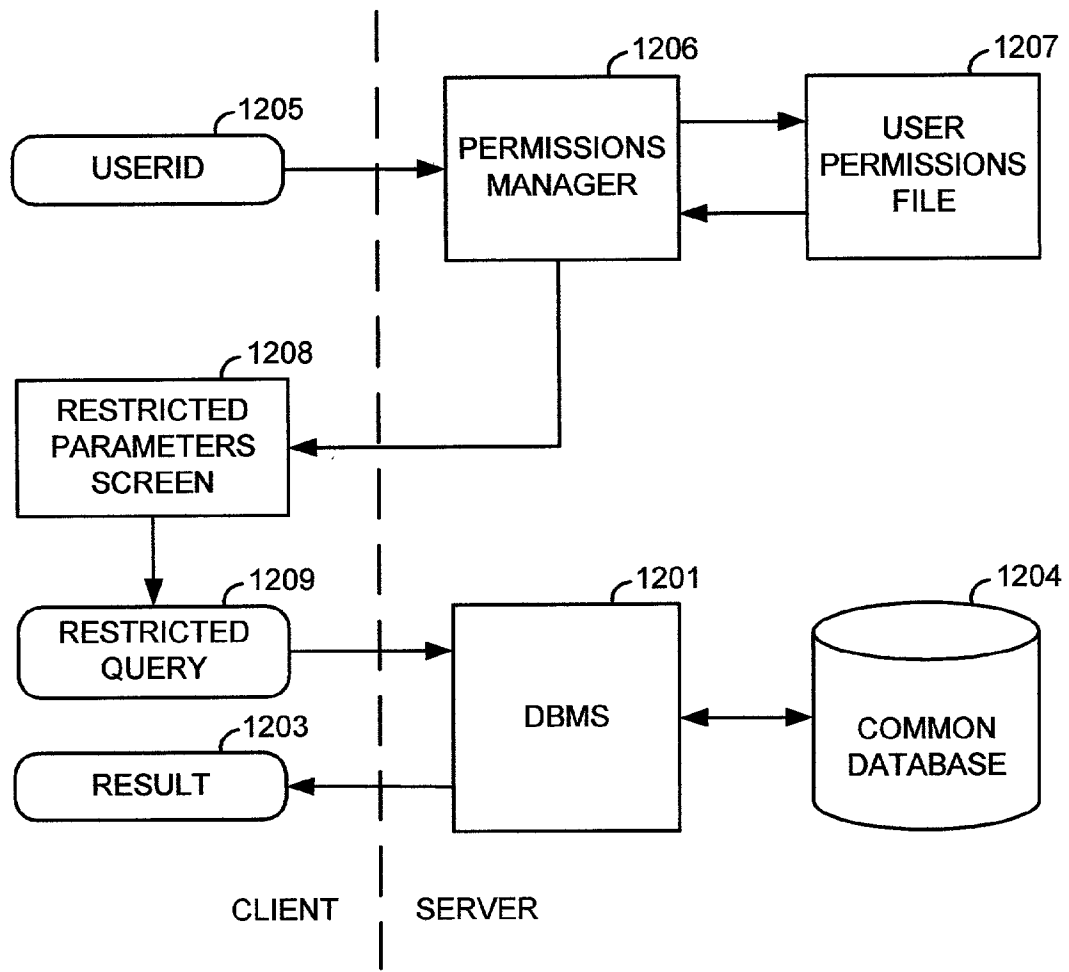 1205
USERID
1206
PERMISSIONS
MANAGER
1207
USER
PERMISSIONS
FILE
1208
RESTRICTED
PARAMETERS
SCREEN
1209
RESTRICTED
QUERY
1203
RESULT
1201
DBMS
1204
COMMON
DATABASE
CLIENT
SERVER